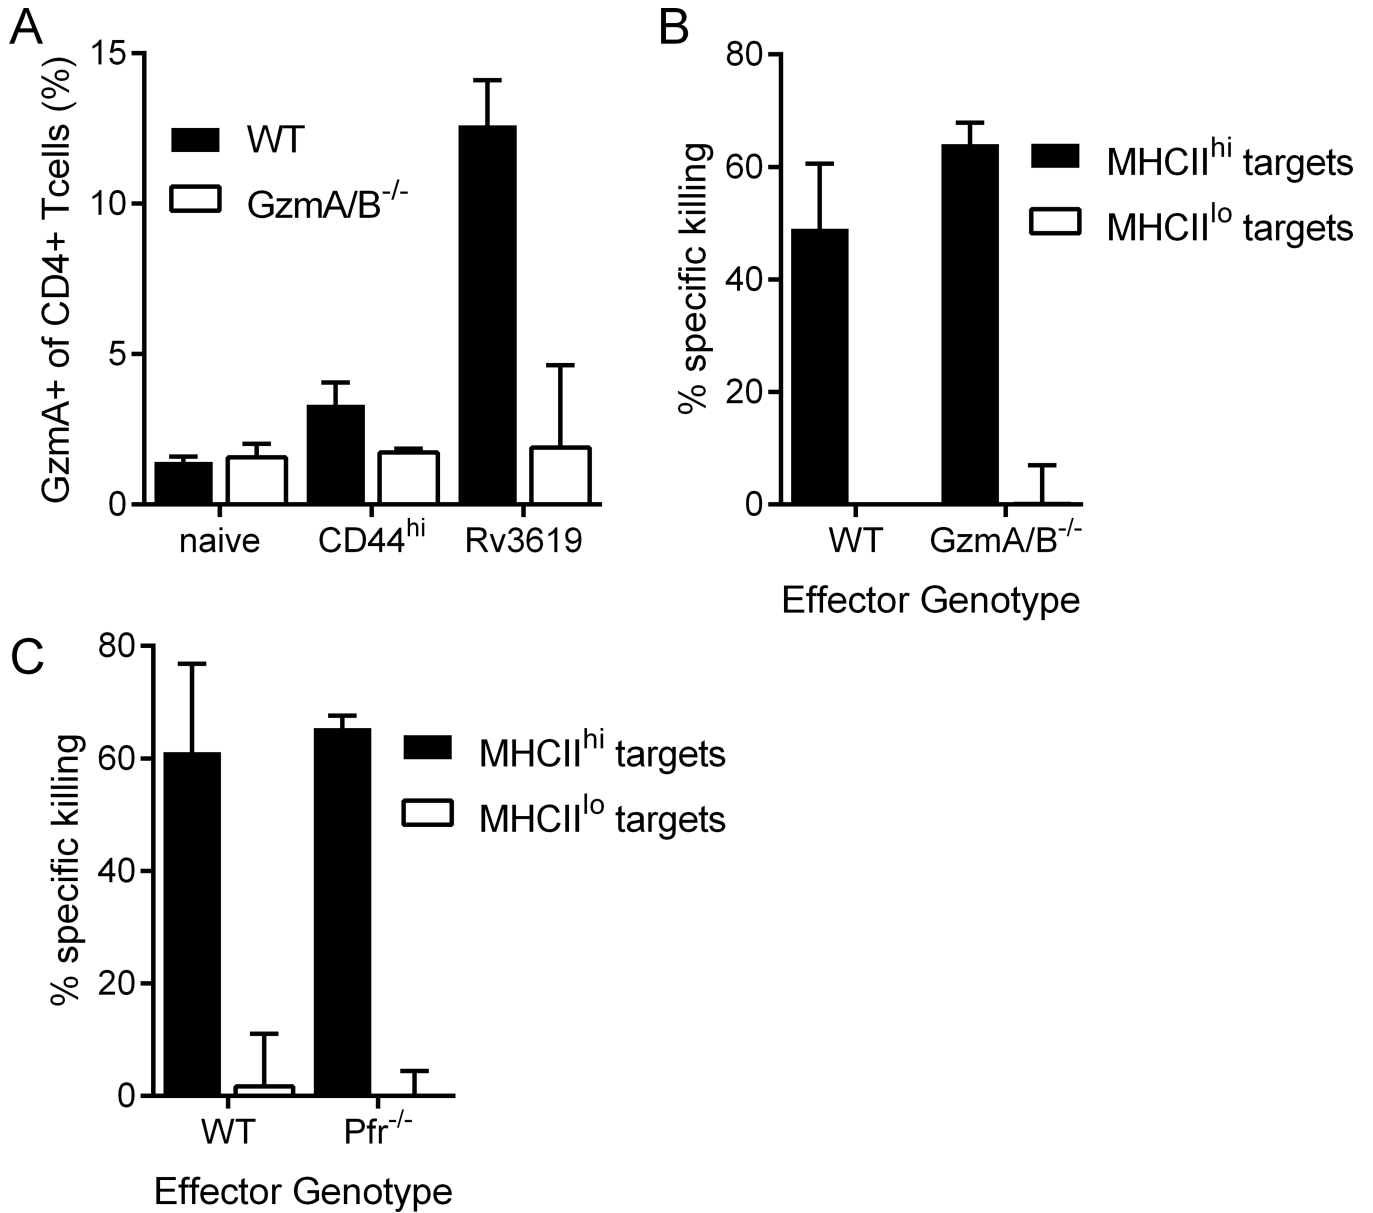 A
GzmA+ of CD4+ Tcells (%)
15
10
5
0
WT
GzmA/B-/-
naive
CD44hi
Rv3619
B
% specific killing
80
60
40
20
0
MHCIIhi targets
MHCIIlo targets
WT
GzmA/B-/-
Effector Genotype
C
% specific killing
80
60
40
20
0
MHCIIhi targets
MHCIIlo targets
WT
Pfr-/-
Effector Genotype